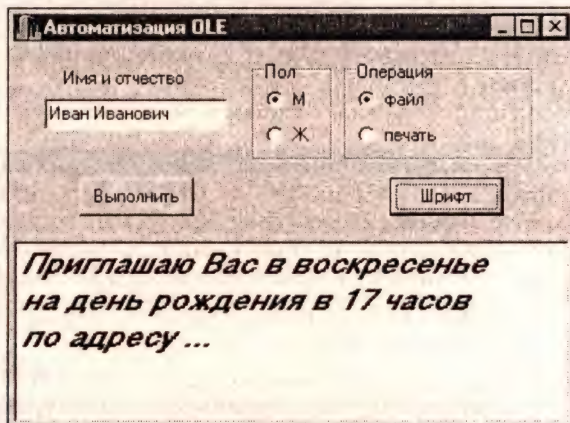 Автоматизация OLE
Имя и отчество
Иван Иванович
Пол
М
Ж
Операция
файл
печать
Выполнить
Шрифт
Приглашаю Вас в воскресенье
на день рождения в 17 часов
по адресу ...